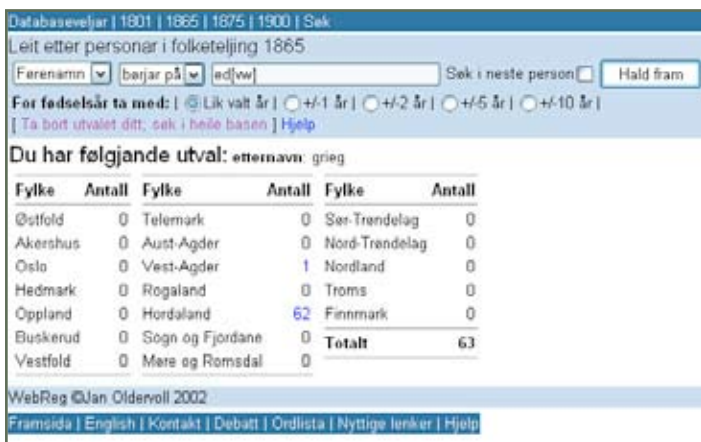 Databaseveljar | 1801 | 1865 | 1875 | 1900 | Søk
Leit etter personar i folketeljing 1865
Førenamn børjar på ed[vw] Søk i neste person Hald fram
For fødselsår ta med: | Lik valt år | +/-1 år | +/-2 år | +/-5 år | +/-10 år |
[ Ta bort utvalet ditt, søk i heile basen ] Hjelp
Du har følgjande utval: etternavn: grieg
Fylke Antall Fylke Antall Fylke Antall
Østfold 0 Telemark 0 Sør-Trøndelag 0
Akershus 0 Aust-Agder 0 Nord-Trøndelag 0
Oslo 0 Vest-Agder 1 Nordland 0
Hedmark 0 Rogaland 0 Troms 0
Oppland 0 Hordaland 62 Finnmark 0
Buskerud 0 Sogn og Fjordane 0 Totalt 63
Vestfold 0 Møre og Romsdal 0
WebReg ©Jan Oldervoll 2002
Framsida | English | Kontakt | Debatt | Ordlista | Nyttige lenker | Hjelp